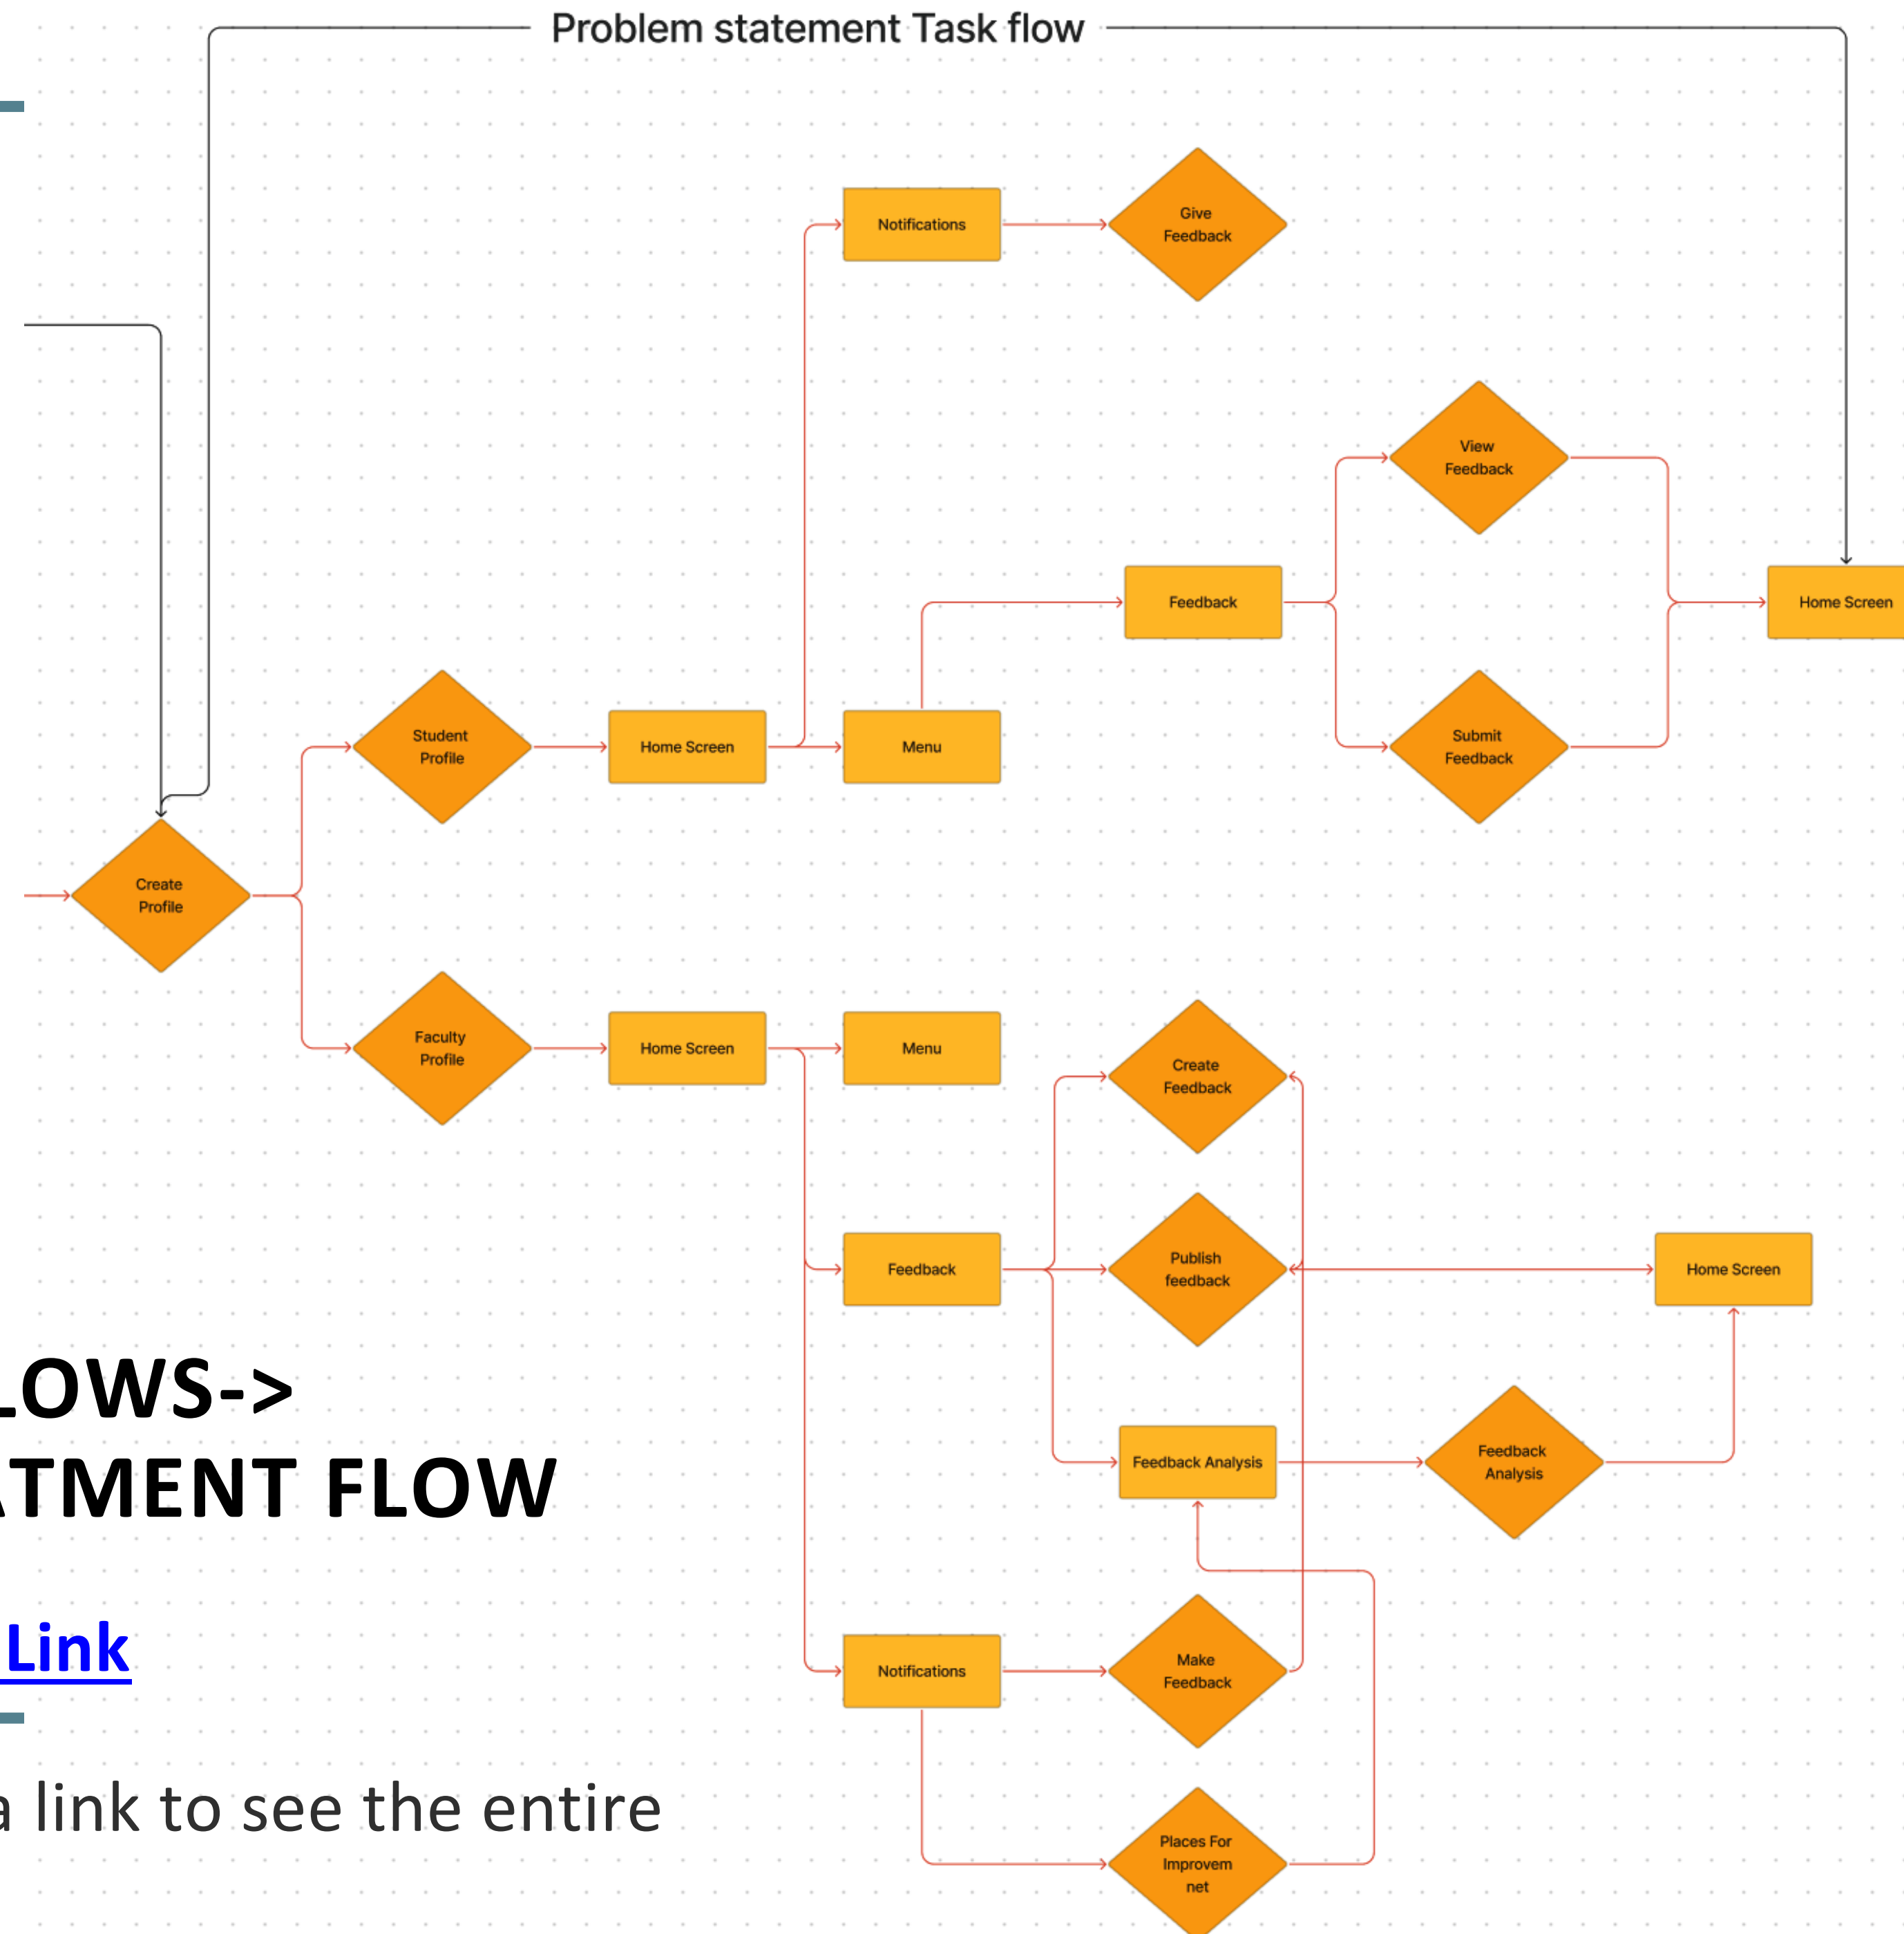 Problem statement Task flow
Notifications
Give
Feedback
View
Feedback
Feedback
Home Screen
Student
Profile
Home Screen
Menu
Submit
Feedback
Create
Profile
Faculty
Profile
Home Screen
Menu
Create
Feedback
Feedback
Publish
feedback
Home Screen
LOWS->
ATMENT FLOW
Feedback Analysis
Feedback
Analysis
Link
Notifications
Make
Feedback
a link to see the entire
Places For
Improvem
net